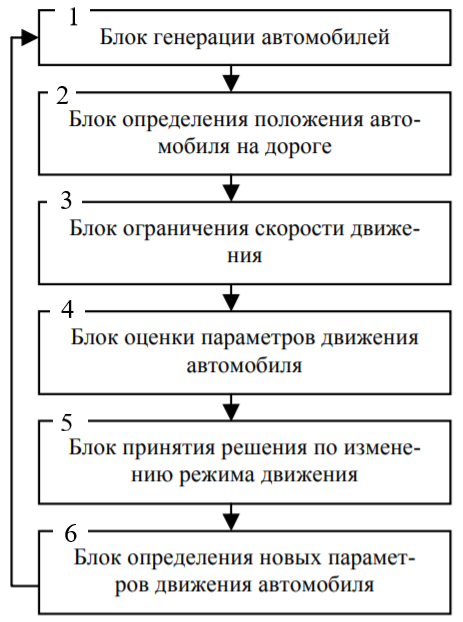 1
Блок генерации автомобилей
2
Блок определения положения авто-
мобиля на дороге
3
Блок ограничения скорости движе-
ния
4
Блок оценки параметров движения
автомобиля
5
Блок принятия решения по измене-
нию режима движения
6
Блок определения новых парамет-
ров движения автомобиля